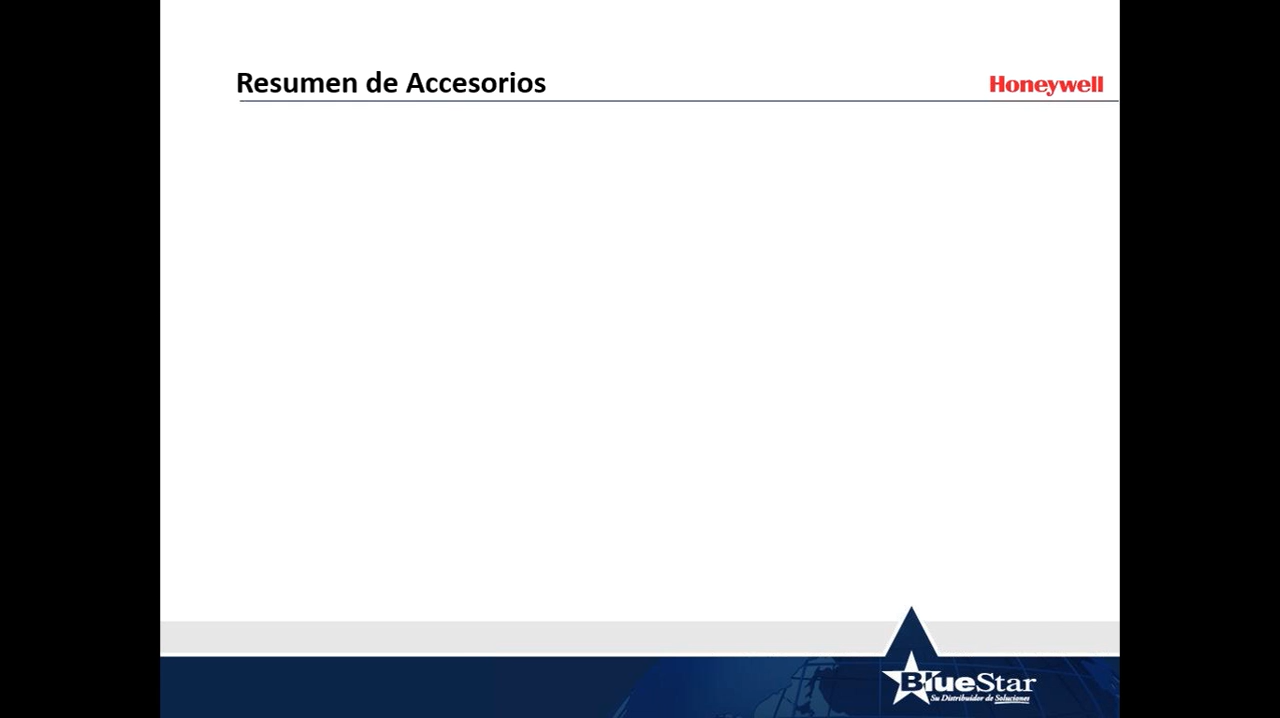 Resumen de Accesorios
Honeywell
BlueStar
Su Distribuidor de Soluciones